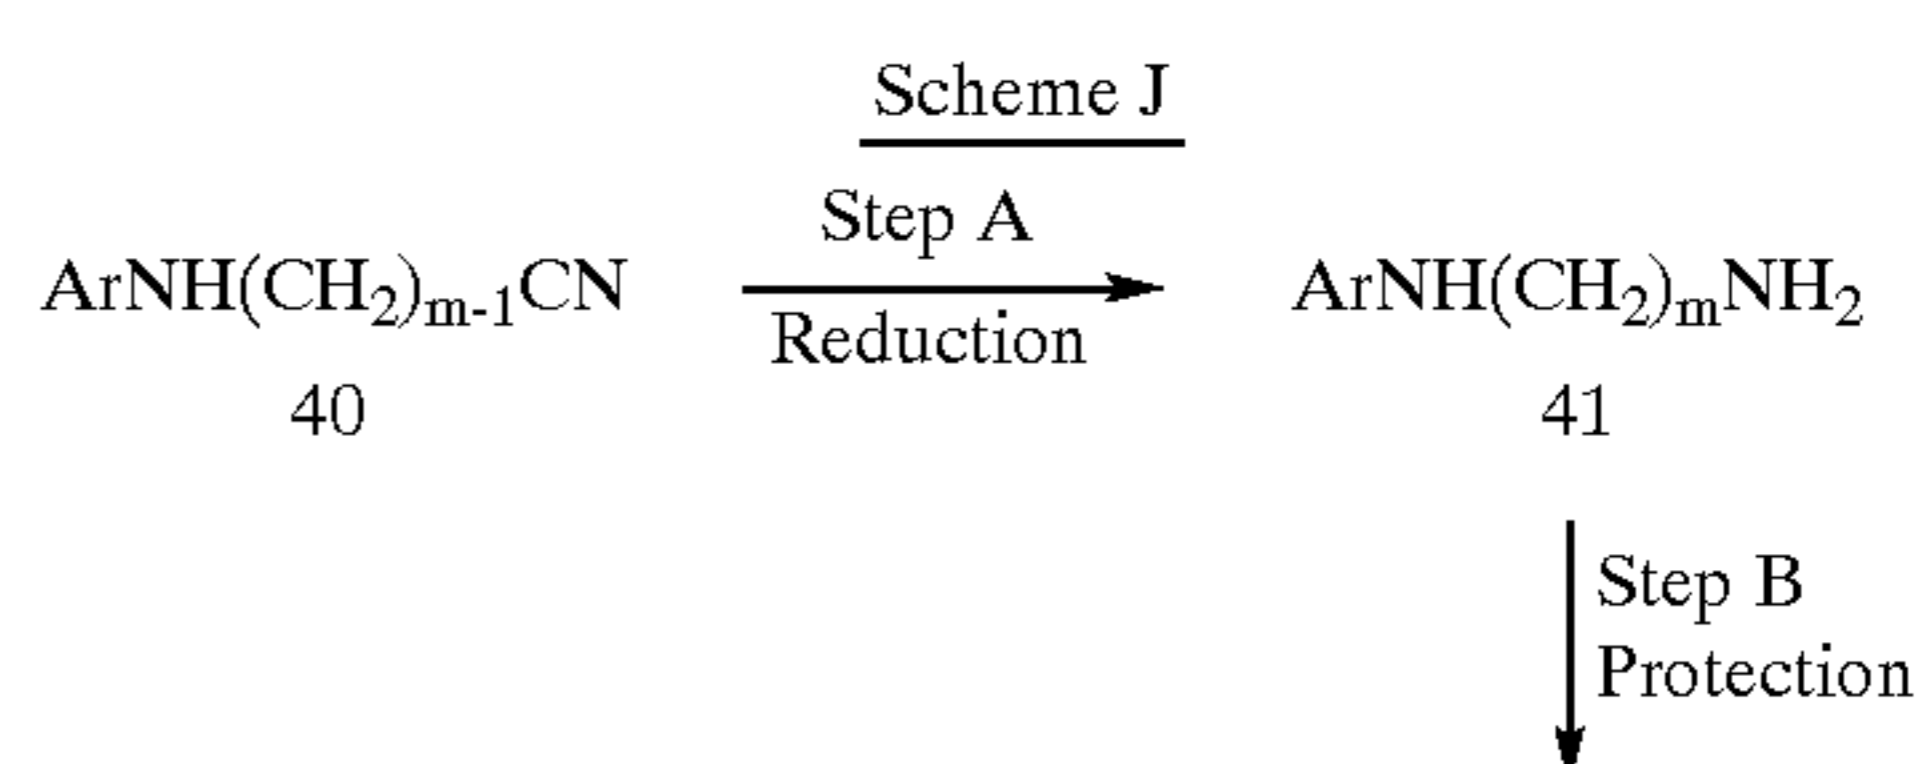 Scheme J
Step A
ArNH(CH₂)ₘ₋₁CN
Reduction
ArNH(CH₂)ₘNH₂
40
41
Step B
Protection